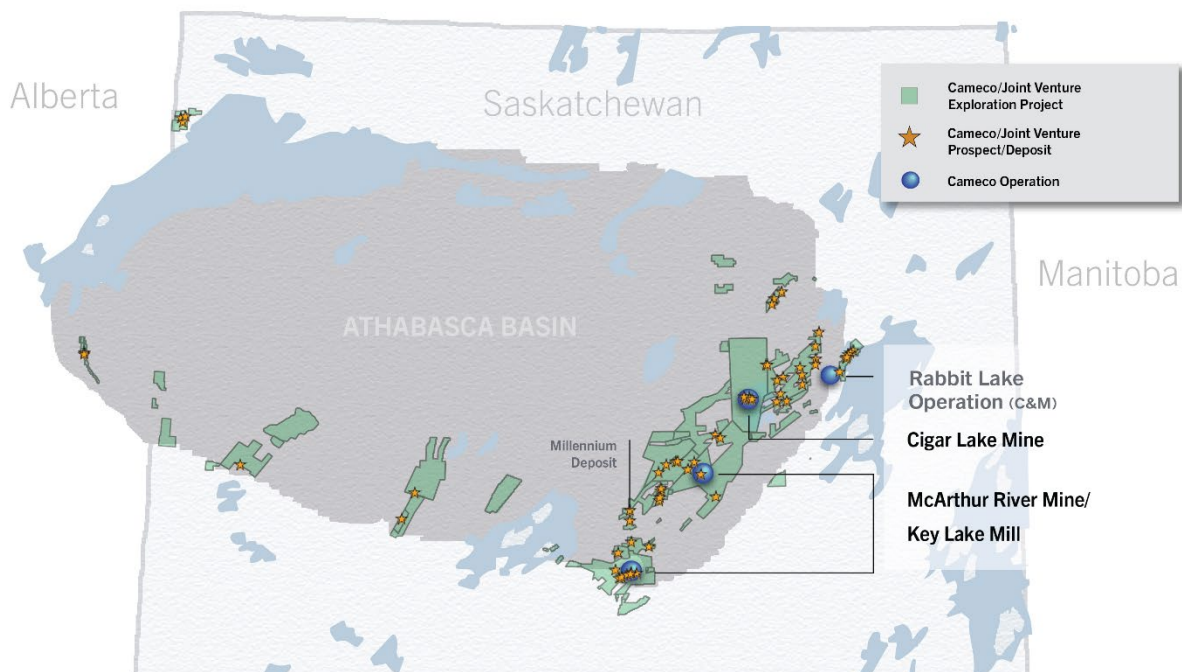 Alberta
Saskatchewan
Cameco/Joint Venture
Exploration Project
Cameco/Joint Venture
Prospect/Deposit
Cameco Operation
Manitoba
ATHABASCA BASIN
Rabbit Lake
Operation (C&M)
Cigar Lake Mine
Millennium
Deposit
McArthur River Mine/
Key Lake Mill